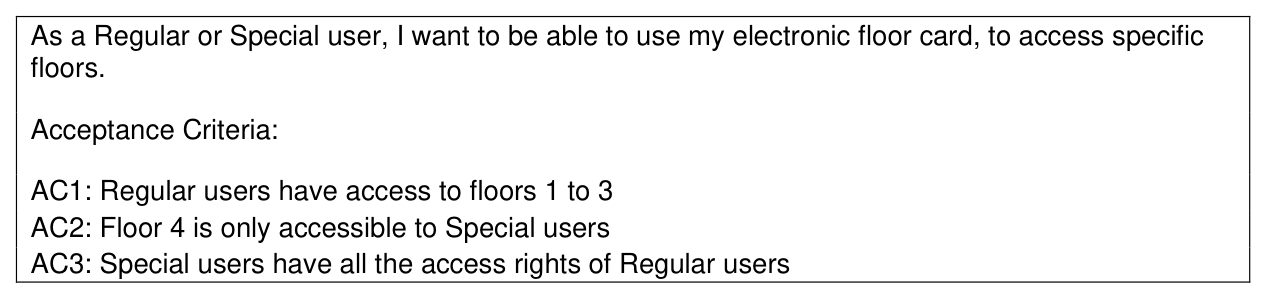 As a Regular or Special user, I want to be able to use my electronic floor card, to access specific
floors.
Acceptance Criteria:
AC1: Regular users have access to floors 1 to 3
AC2: Floor 4 is only accessible to Special users
AC3: Special users have all the access rights of Regular users